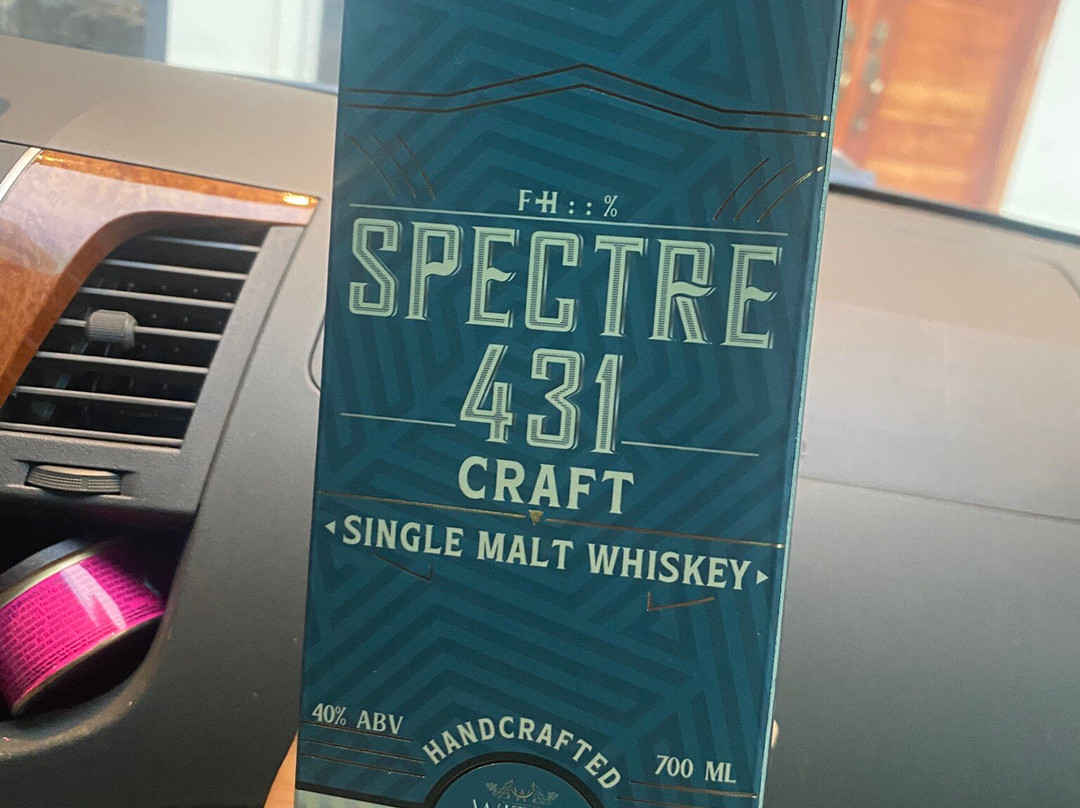 F+H : : %
SPECTRE
431
CRAFT
SINGLE MALT WHISKEY
40% ABV
HANDCRAFTED
700 ML